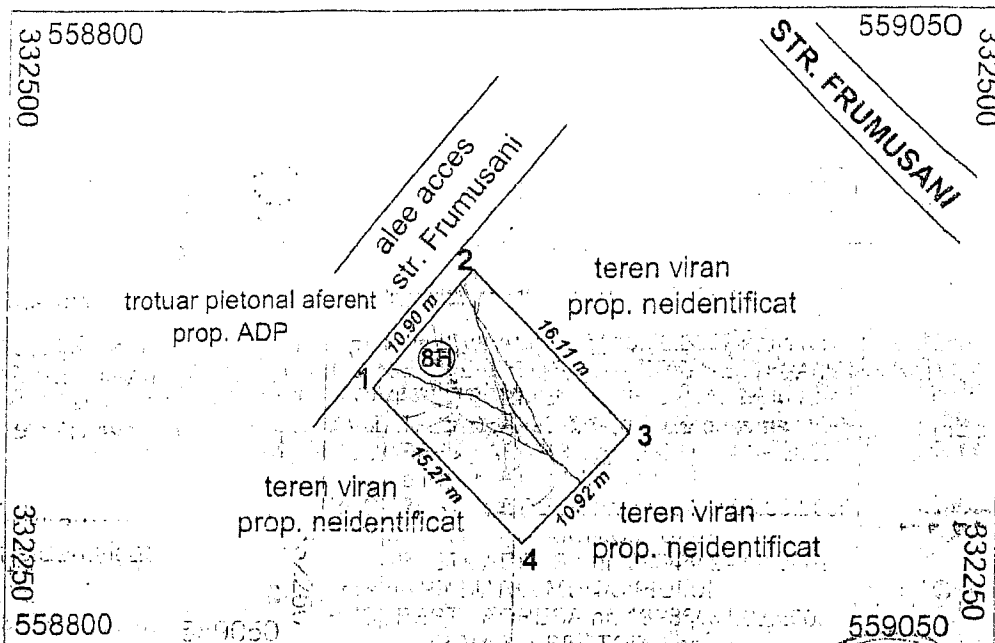 558800
559050
332500
332500
STR. FRUMUSANI
alee acces
str. Frumusani
2
teren viran
prop. neidentificat
trotuar pietonal aferent
prop. ADP
10.90 m
16.11 m
8H
1
3
15.27 m
10.92 m
teren viran
prop. neidentificat
teren viran
prop. neidentificat
4
332250
332250
558800
559050
559050